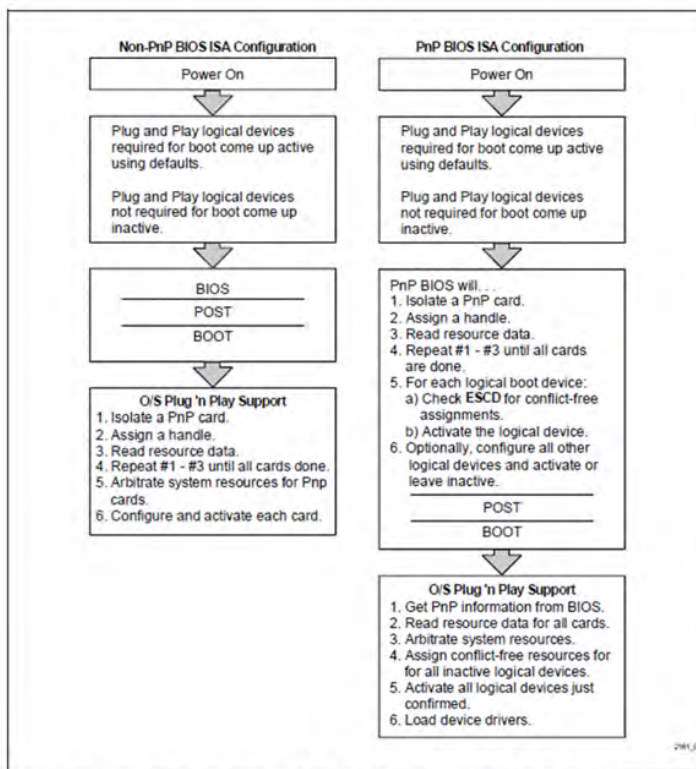 Non-PnP BIOS ISA Configuration
Power On
Plug and Play logical devices
required for boot come up active
using defaults.
Plug and Play logical devices
not required for boot come up
inactive.
BIOS
POST
BOOT
O/S Plug 'n Play Support
1. Isolate a PnP card.
2. Assign a handle.
3. Read resource data.
4. Repeat #1 - #3 until all cards done.
5. Arbitrate system resources for Pnp
cards.
6. Configure and activate each card.
PnP BIOS ISA Configuration
Power On
Plug and Play logical devices
required for boot come up active
using defaults.
Plug and Play logical devices
not required for boot come up
inactive.
PnP BIOS will. . .
1. Isolate a PnP card.
2. Assign a handle.
3. Read resource data.
4. Repeat #1 - #3 until all cards
are done.
5. For each logical boot device:
a) Check ESCD for conflict-free
assignments.
b) Activate the logical device.
6. Optionally, configure all other
logical devices and activate or
leave inactive.
POST
BOOT
O/S Plug 'n Play Support
1. Get PnP information from BIOS.
2. Read resource data for all cards.
3. Arbitrate system resources.
4. Assign conflict-free resources for
for all inactive logical devices.
5. Activate all logical devices just
confirmed.
6. Load device drivers.